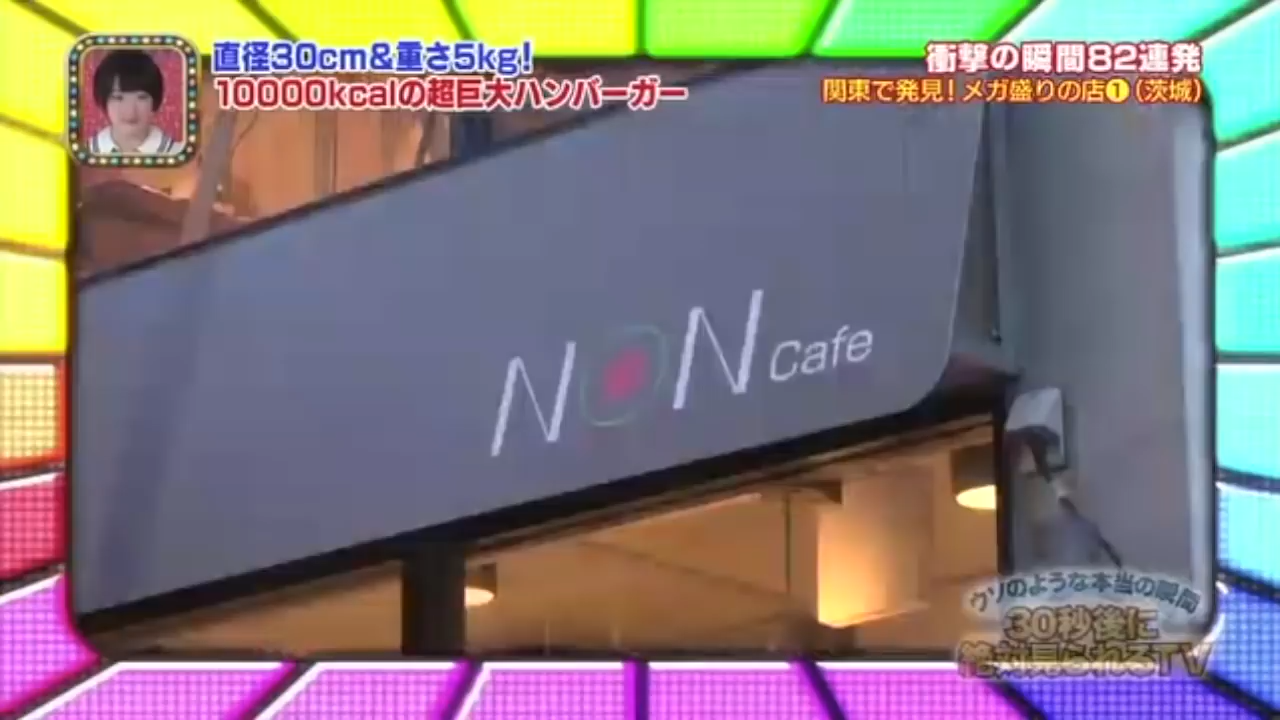 直径30cm&重さ5kg!
10000kcalの超巨大ハンバーガー
衝撃の瞬間82連発
関東で発見!メガ盛りの店❶(茨城)
NON Cafe
ウソのような本当の瞬間
30秒後に
絶対見られるTV